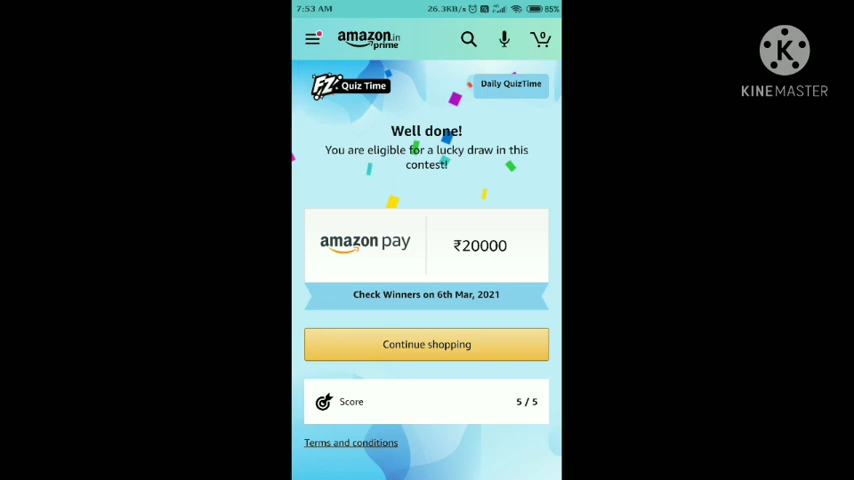 7:53 AM
26.3KB/s
85%
amazon.in
prime
0
K
KINEMASTER
FZ Quiz Time
Daily QuizTime
Well done!
You are eligible for a lucky draw in this
contest!
amazon pay
₹20000
Check Winners on 6th Mar, 2021
Continue shopping
Score
5 / 5
Terms and conditions